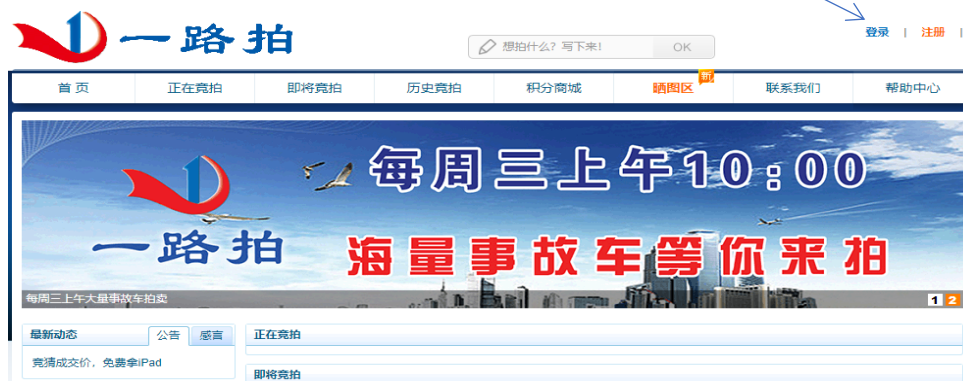 一路拍
想拍什么？写下来！ OK
登录 | 注册 |
首页 正在竞拍 即将竞拍 历史竞拍 积分商城 晒图区 新 联系我们 帮助中心
每周三上午10:00
一路拍
海量事故车等你来拍
每周三上午大量事故车拍卖 1 2
最新动态 公告 感言 正在竞拍
竞猜成交价，免费拿iPad
即将竞拍